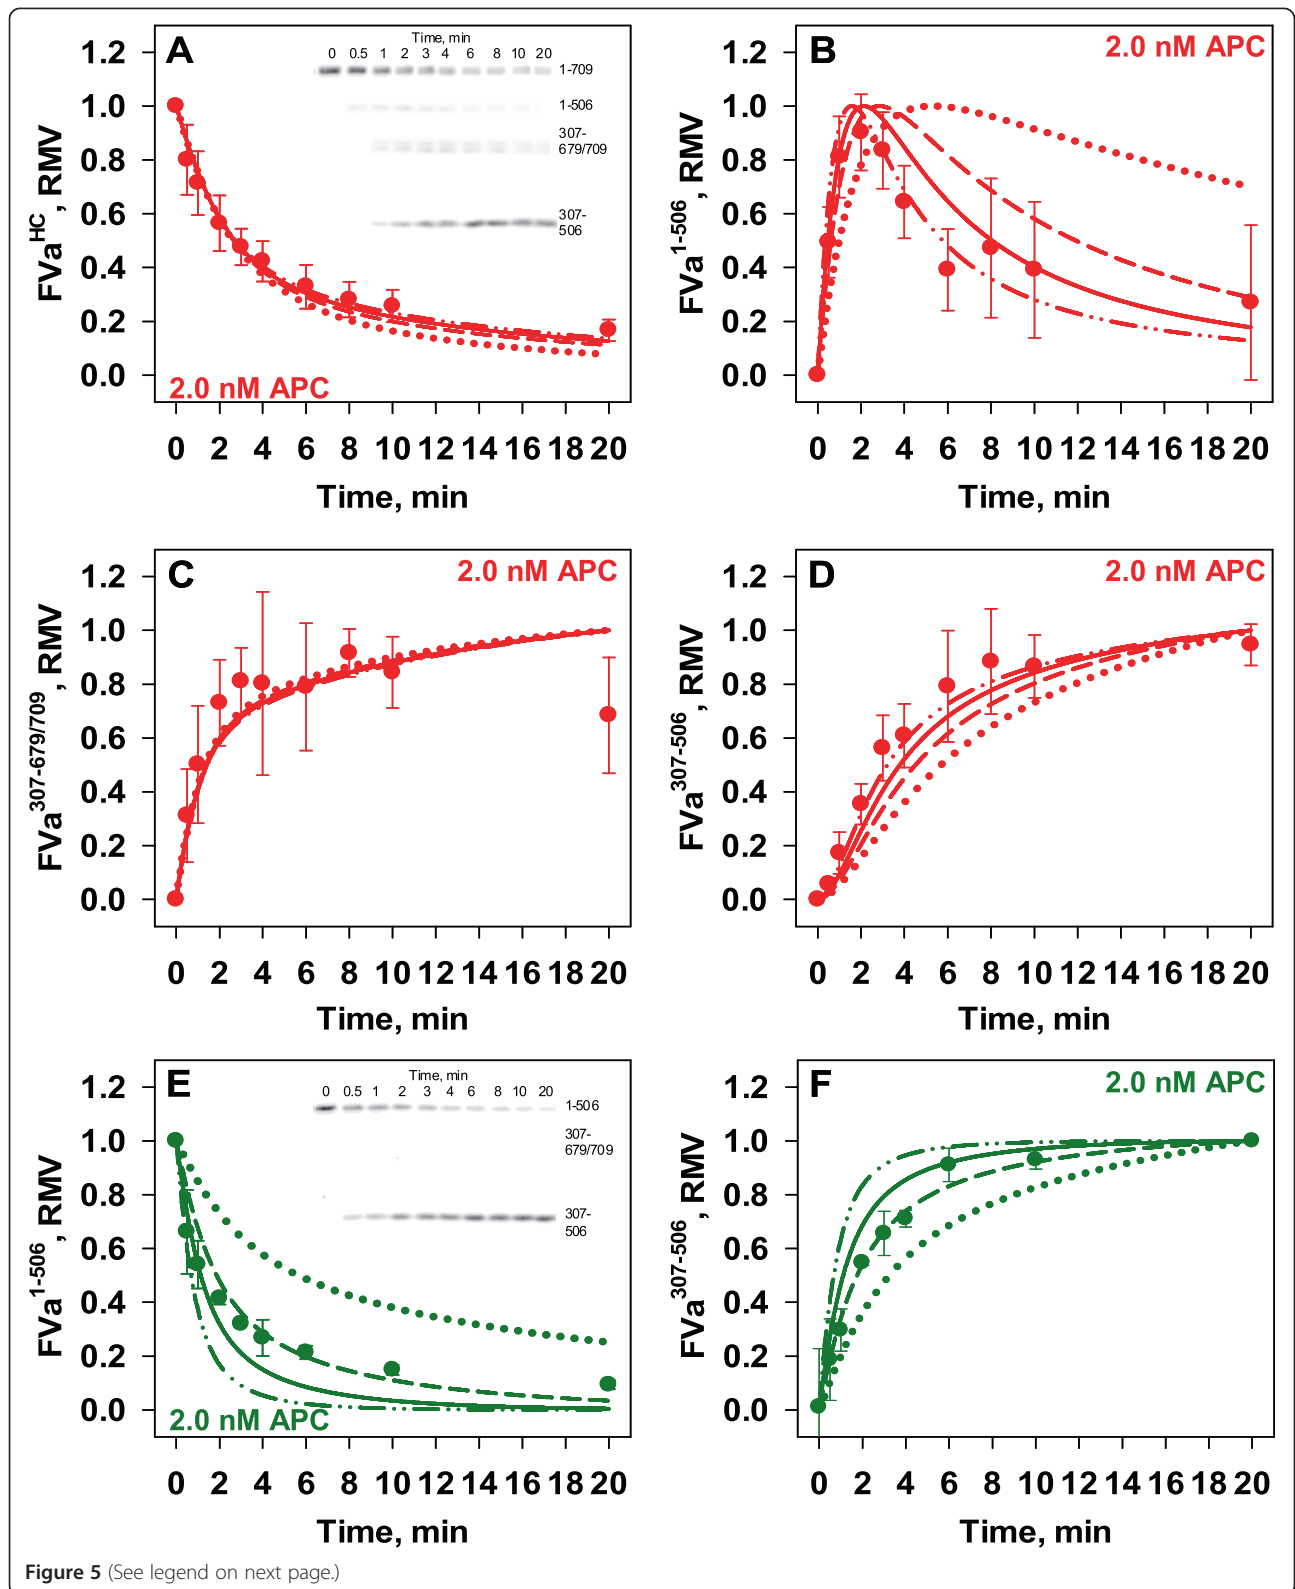 A
Time, min
0 0.5 1 2 3 4 6 8 10 20
1-709
1-506
307-
679/709
307-
506
1.2
1.0
0.8
0.6
0.4
0.2
0.0
FVa^HC, RMV
2.0 nM APC
0 2 4 6 8 10 12 14 16 18 20
Time, min
B
2.0 nM APC
1.2
1.0
0.8
0.6
0.4
0.2
0.0
FVa^1-506, RMV
0 2 4 6 8 10 12 14 16 18 20
Time, min
C
2.0 nM APC
1.2
1.0
0.8
0.6
0.4
0.2
0.0
FVa^307-679/709, RMV
0 2 4 6 8 10 12 14 16 18 20
Time, min
D
2.0 nM APC
1.2
1.0
0.8
0.6
0.4
0.2
0.0
FVa^307-506, RMV
0 2 4 6 8 10 12 14 16 18 20
Time, min
E
Time, min
0 0.5 1 2 3 4 6 8 10 20
1-506
307-
679/709
307-
506
1.2
1.0
0.8
0.6
0.4
0.2
0.0
FVa^1-506, RMV
2.0 nM APC
0 2 4 6 8 10 12 14 16 18 20
Time, min
F
2.0 nM APC
1.2
1.0
0.8
0.6
0.4
0.2
0.0
FVa^307-506, RMV
0 2 4 6 8 10 12 14 16 18 20
Time, min
Figure 5 (See legend on next page.)